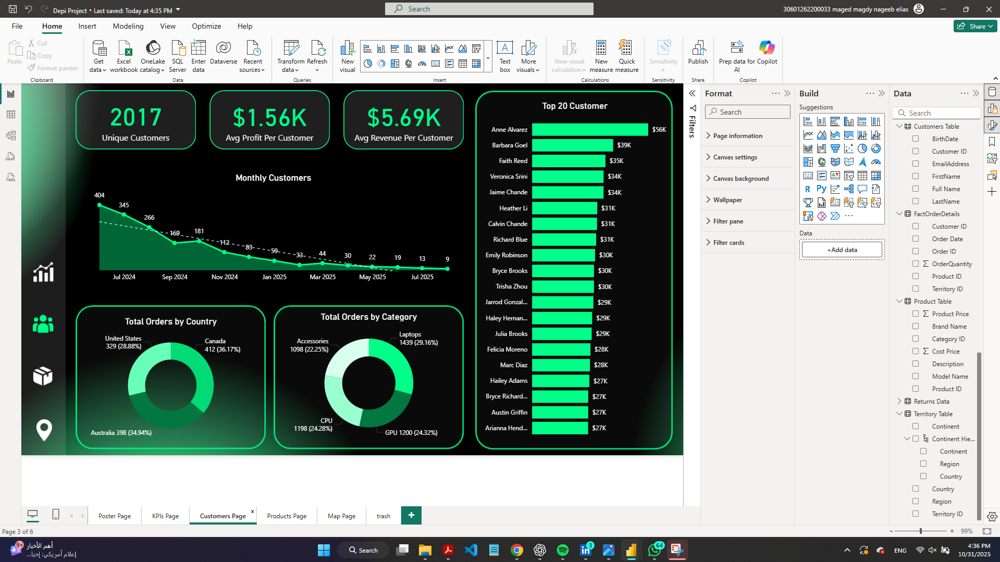 Depi Project • Last saved: Today at 4:35 PM
Search
30601262200033 maged magdy nageeb elias
File
Home
Insert
Modeling
View
Optimize
Help
Share
Paste
Cut
Copy
Format painter
Clipboard
Get data
Excel workbook
OneLake catalog
SQL Server
Enter data
Dataverse
Recent sources
Data
Transform data
Refresh
Queries
New visual
Text box
More visuals
Insert
New visual calculation
New measure
Quick measure
Calculations
Sensitivity
Sensitivity
Publish
Share
Prep data for AI
Copilot
Copilot
2017
Unique Customers
$1.56K
Avg Profit Per Customer
$5.69K
Avg Revenue Per Customer
Monthly Customers
404
345
266
169
181
112
83
59
33
44
30
22
19
13
9
Jul 2024
Sep 2024
Nov 2024
Jan 2025
Mar 2025
May 2025
Jul 2025
Total Orders by Country
United States
329 (28.88%)
Canada
412 (36.17%)
Australia 398 (34.94%)
Total Orders by Category
Accessories
1098 (22.25%)
Laptops
1439 (29.16%)
CPU
1198 (24.28%)
GPU 1200 (24.32%)
Top 20 Customer
Anne Alvarez $56K
Barbara Goel $39K
Faith Reed $35K
Veronica Srini $34K
Jaime Chande $34K
Heather Li $31K
Calvin Chande $31K
Richard Blue $31K
Emily Robinson $30K
Bryce Brooks $30K
Trisha Zhou $30K
Jarrod Gonzal... $29K
Haley Hernan... $29K
Julia Brooks $29K
Felicia Moreno $28K
Marc Diaz $28K
Hailey Adams $27K
Bryce Richard... $27K
Austin Griffin $27K
Arianna Hend... $27K
Filters
Format
Search
Page information
Canvas settings
Canvas background
Wallpaper
Filter pane
Filter cards
Build
Suggestions
Data
+Add data
Data
Search
Customers Table
BirthDate
Customer ID
EmailAddress
FirstName
Full Name
LastName
FactOrderDetails
Customer ID
Order Date
Order ID
OrderQuantity
Product ID
Territory ID
Product Table
Product Price
Brand Name
Category ID
Cost Price
Description
Model Name
Product ID
Returns Data
Territory Table
Continent
Continent Hie...
Continent
Region
Country
Country
Region
Territory ID
Poster Page
KPIs Page
Customers Page
Products Page
Map Page
trash
Page 3 of 6
99%
9+
أهم الأخبار
إعلام أمريكي: إحبا...
Search
3
64
ENG
4:36 PM
10/31/2025